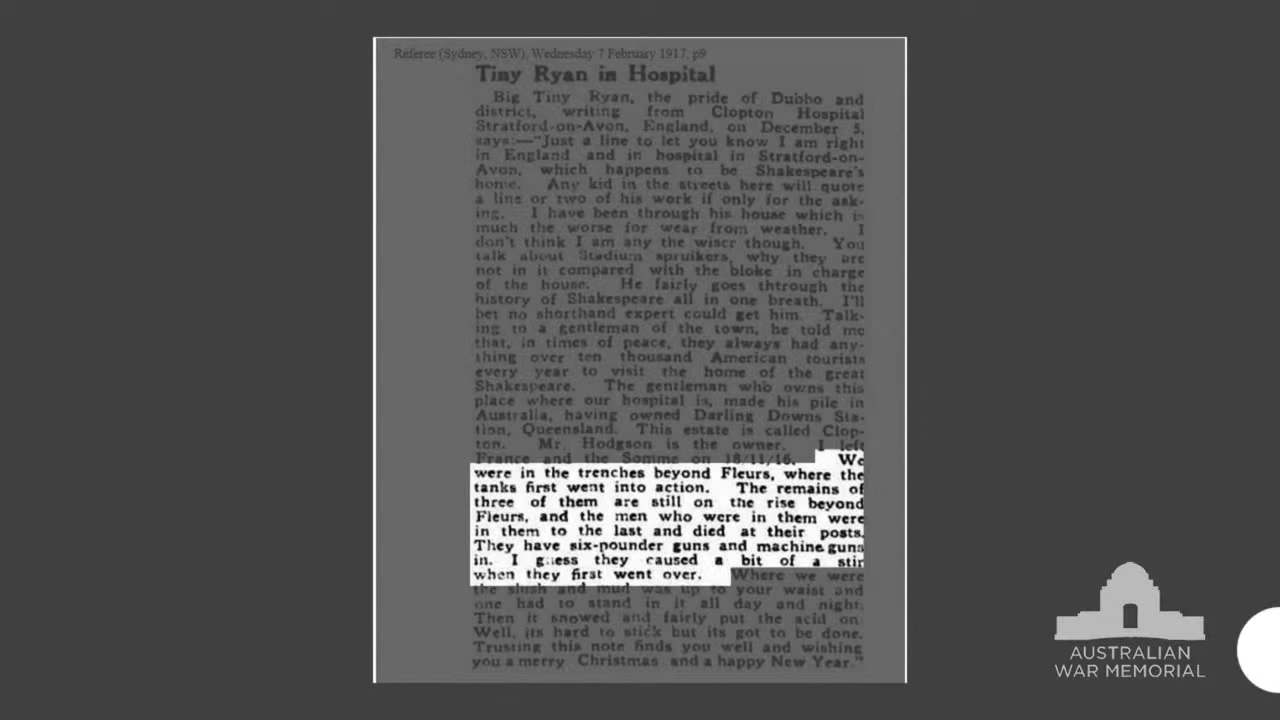 Referee (Sydney, NSW), Wednesday 7 February 1917, p9
Tiny Ryan in Hospital
Big Tiny Ryan, the pride of Dubbo and
district, writing from Clopton Hospital
Stratford-on-Avon, England, on December 5,
says:—"Just a line to let you know I am right
in England and in hospital in Stratford-on-
Avon, which happens to be Shakespeare's
home. Any kid in the streets here will quote
a line or two of his work if only for the ask-
ing. I have been through his house which is
much the worse for wear from weather. I
don't think I am any the wiser though. You
talk about Stadium spruikers, why they are
not in it compared with the bloke in charge
of the house. He fairly goes thtrough the
history of Shakespeare all in one breath. I'll
bet no shorthand expert could get him. Talk-
ing to a gentleman of the town, he told me
that, in times of peace, they always had any-
thing over ten thousand American tourists
every year to visit the home of the great
Shakespeare. The gentleman who owns this
place where our hospital is, made his pile in
Australia, having owned Darling Downs Sta-
tion, Queensland. This estate is called Clop-
ton. Mr. Hodgson is the owner. I left
France and the Somme on 18/11/16. We
were in the trenches beyond Fleurs, where the
tanks first went into action. The remains of
three of them are still on the rise beyond
Fleurs, and the men who were in them were
in them to the last and died at their posts.
They have six-pounder guns and machine guns
in. I guess they caused a bit of a stir
when they first went over. Where we were
the slush and mud was up to your waist and
one had to stand in it all day and night.
Then it snowed and fairly put the acid on.
Well, its hard to stick but its got to be done.
Trusting this note finds you well and wishing
you a merry Christmas and a happy New Year."
AUSTRALIAN
WAR MEMORIAL